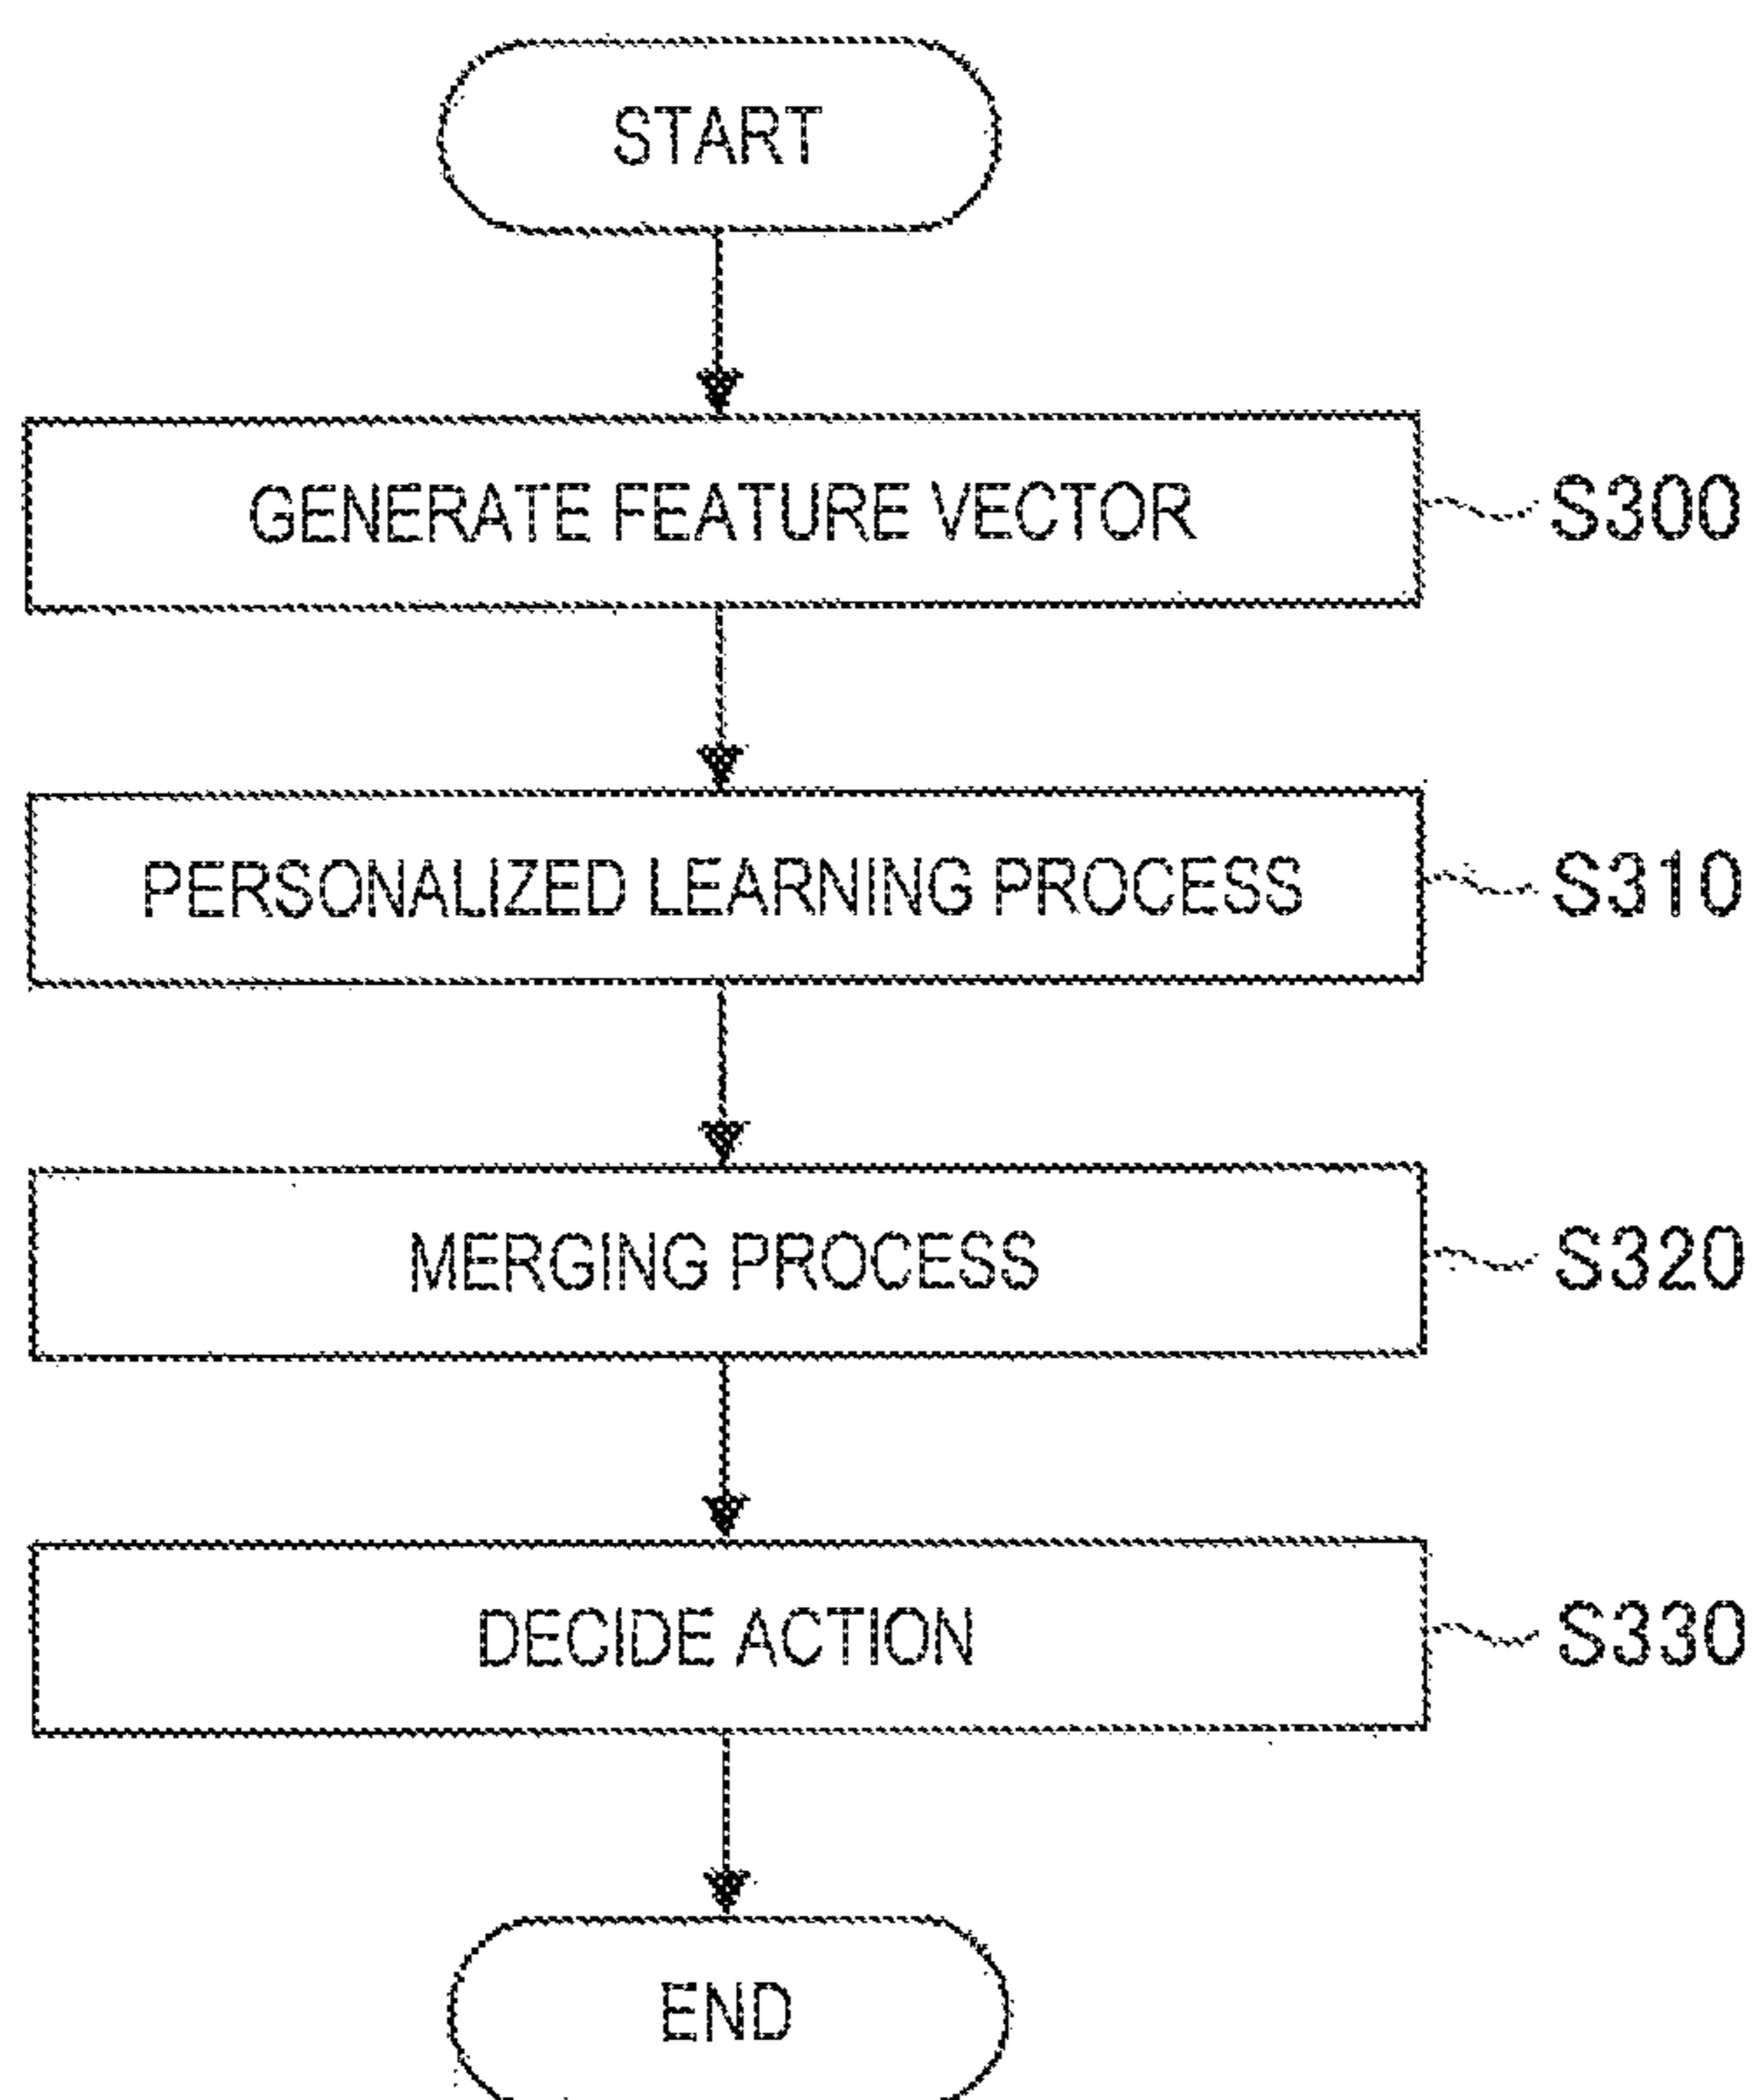 START
GENERATE FEATURE VECTOR
S300
PERSONALIZED LEARNING PROCESS
S310
MERGING PROCESS
S320
DECIDE ACTION
S330
END